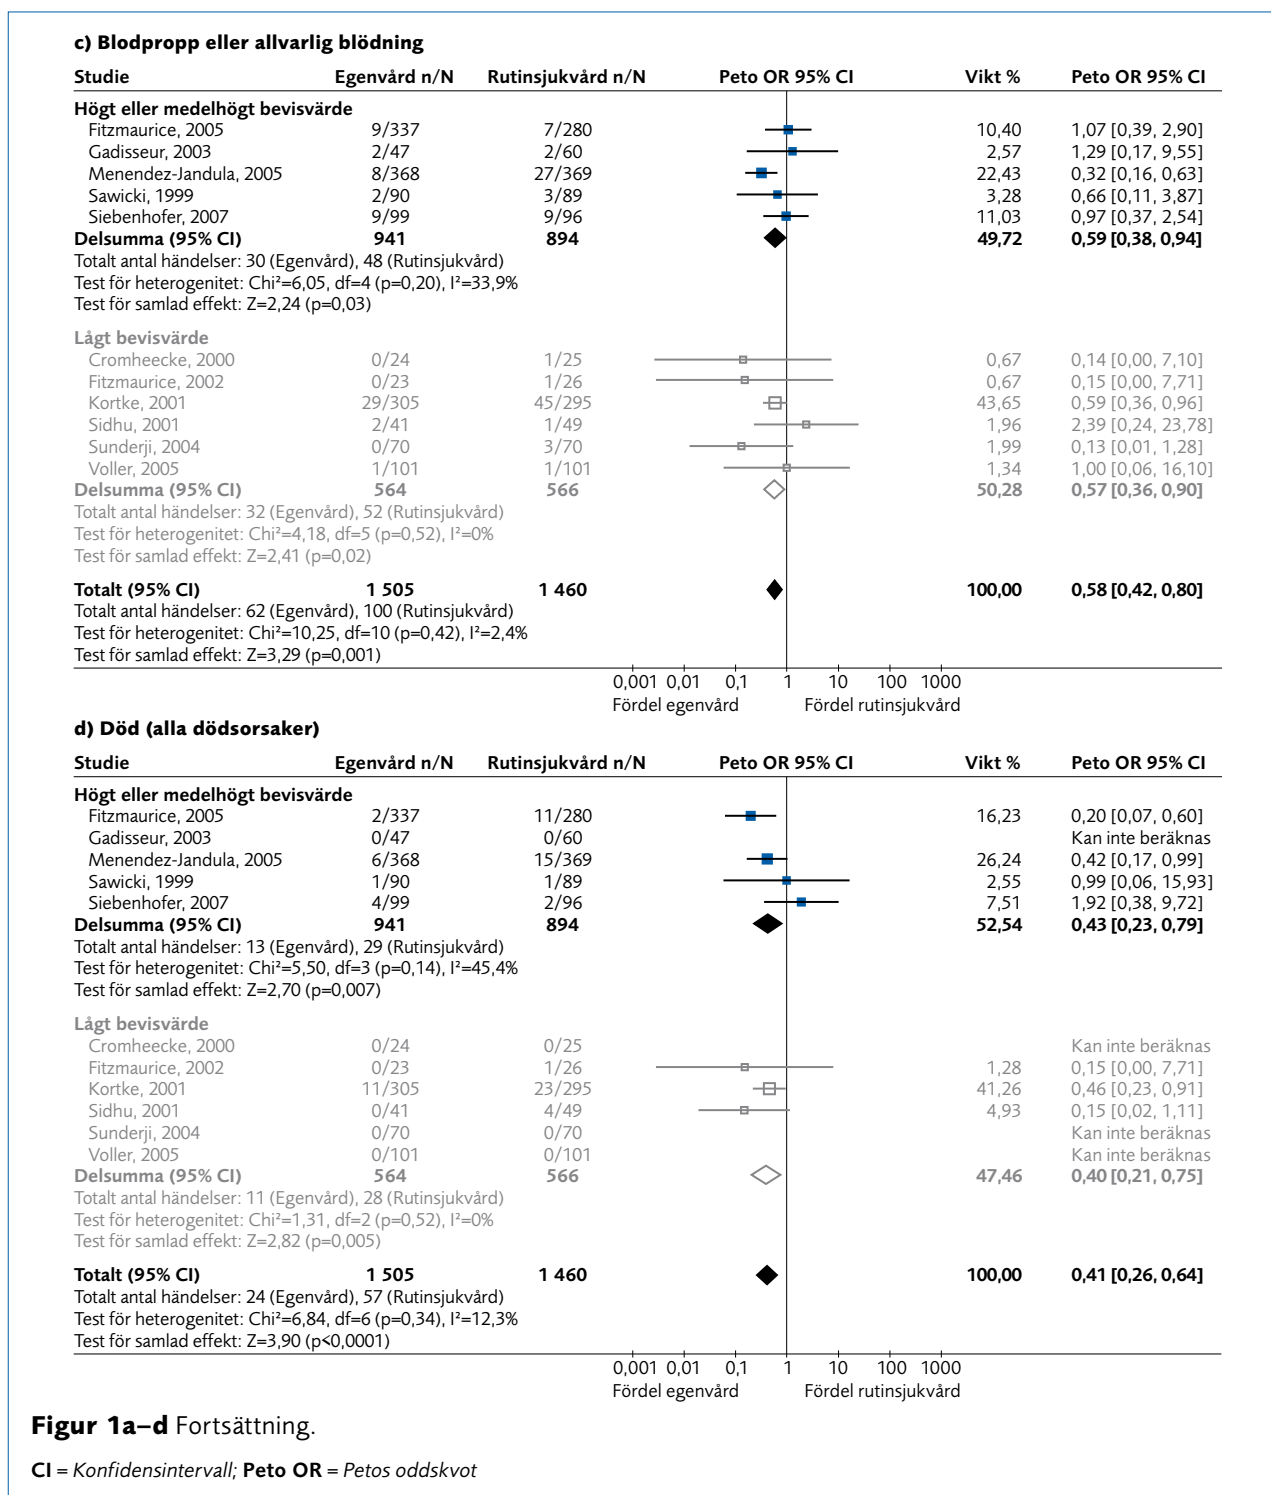 c) Blodpropp eller allvarlig blödning
Studie Egenvård n/N Rutinsjukvård n/N Peto OR 95% CI Vikt % Peto OR 95% CI
Högt eller medelhögt bevisvärde
Fitzmaurice, 2005 9/337 7/280 10,40 1,07 [0,39, 2,90]
Gadisseur, 2003 2/47 2/60 2,57 1,29 [0,17, 9,55]
Menendez-Jandula, 2005 8/368 27/369 22,43 0,32 [0,16, 0,63]
Sawicki, 1999 2/90 3/89 3,28 0,66 [0,11, 3,87]
Siebenhofer, 2007 9/99 9/96 11,03 0,97 [0,37, 2,54]
Delsumma (95% CI) 941 894 49,72 0,59 [0,38, 0,94]
Totalt antal händelser: 30 (Egenvård), 48 (Rutinsjukvård)
Test för heterogenitet: Chi²=6,05, df=4 (p=0,20), I²=33,9%
Test för samlad effekt: Z=2,24 (p=0,03)
Lågt bevisvärde
Cromheecke, 2000 0/24 1/25 0,67 0,14 [0,00, 7,10]
Fitzmaurice, 2002 0/23 1/26 0,67 0,15 [0,00, 7,71]
Kortke, 2001 29/305 45/295 43,65 0,59 [0,36, 0,96]
Sidhu, 2001 2/41 1/49 1,96 2,39 [0,24, 23,78]
Sunderji, 2004 0/70 3/70 1,99 0,13 [0,01, 1,28]
Voller, 2005 1/101 1/101 1,34 1,00 [0,06, 16,10]
Delsumma (95% CI) 564 566 50,28 0,57 [0,36, 0,90]
Totalt antal händelser: 32 (Egenvård), 52 (Rutinsjukvård)
Test för heterogenitet: Chi²=4,18, df=5 (p=0,52), I²=0%
Test för samlad effekt: Z=2,41 (p=0,02)
Totalt (95% CI) 1 505 1 460 100,00 0,58 [0,42, 0,80]
Totalt antal händelser: 62 (Egenvård), 100 (Rutinsjukvård)
Test för heterogenitet: Chi²=10,25, df=10 (p=0,42), I²=2,4%
Test för samlad effekt: Z=3,29 (p=0,001)
0,001 0,01 0,1 1 10 100 1000
Fördel egenvård Fördel rutinsjukvård
d) Död (alla dödsorsaker)
Studie Egenvård n/N Rutinsjukvård n/N Peto OR 95% CI Vikt % Peto OR 95% CI
Högt eller medelhögt bevisvärde
Fitzmaurice, 2005 2/337 11/280 16,23 0,20 [0,07, 0,60]
Gadisseur, 2003 0/47 0/60 Kan inte beräknas
Menendez-Jandula, 2005 6/368 15/369 26,24 0,42 [0,17, 0,99]
Sawicki, 1999 1/90 1/89 2,55 0,99 [0,06, 15,93]
Siebenhofer, 2007 4/99 2/96 7,51 1,92 [0,38, 9,72]
Delsumma (95% CI) 941 894 52,54 0,43 [0,23, 0,79]
Totalt antal händelser: 13 (Egenvård), 29 (Rutinsjukvård)
Test för heterogenitet: Chi²=5,50, df=3 (p=0,14), I²=45,4%
Test för samlad effekt: Z=2,70 (p=0,007)
Lågt bevisvärde
Cromheecke, 2000 0/24 0/25 Kan inte beräknas
Fitzmaurice, 2002 0/23 1/26 1,28 0,15 [0,00, 7,71]
Kortke, 2001 11/305 23/295 41,26 0,46 [0,23, 0,91]
Sidhu, 2001 0/41 4/49 4,93 0,15 [0,02, 1,11]
Sunderji, 2004 0/70 0/70 Kan inte beräknas
Voller, 2005 0/101 0/101 Kan inte beräknas
Delsumma (95% CI) 564 566 47,46 0,40 [0,21, 0,75]
Totalt antal händelser: 11 (Egenvård), 28 (Rutinsjukvård)
Test för heterogenitet: Chi²=1,31, df=2 (p=0,52), I²=0%
Test för samlad effekt: Z=2,82 (p=0,005)
Totalt (95% CI) 1 505 1 460 100,00 0,41 [0,26, 0,64]
Totalt antal händelser: 24 (Egenvård), 57 (Rutinsjukvård)
Test för heterogenitet: Chi²=6,84, df=6 (p=0,34), I²=12,3%
Test för samlad effekt: Z=3,90 (p<0,0001)
0,001 0,01 0,1 1 10 100 1000
Fördel egenvård Fördel rutinsjukvård
Figur 1a–d Fortsättning.
CI = Konfidensintervall; Peto OR = Petos oddskvot